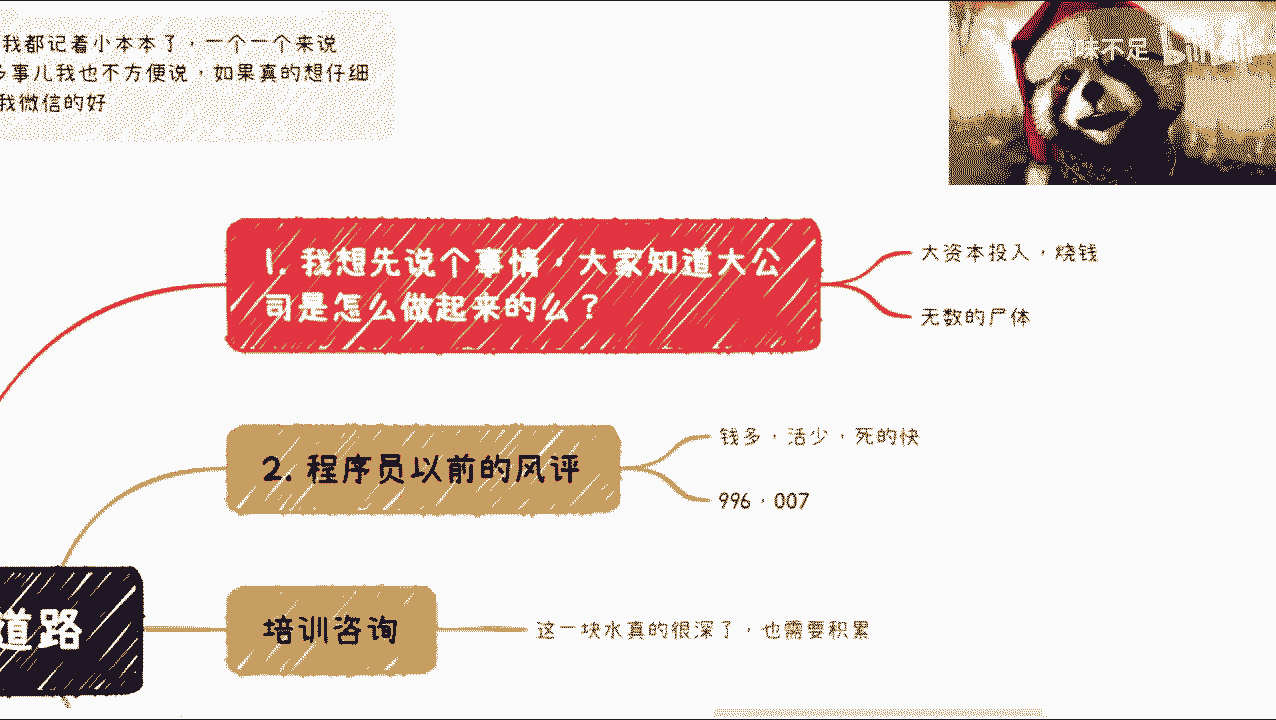 我都记着小本本了，一个一个来说
多事儿我也不方便说，如果真的想仔细
我微信的好
赏味不足 bilibili
1. 我想先说个事情，大家知道大公
司是怎么做起来的么？
大资本投入，烧钱
无数的尸体
2. 程序员以前的风评
钱多，活少，死的快
996，007
道路
培训咨询
这一块水真的很深了，也需要积累